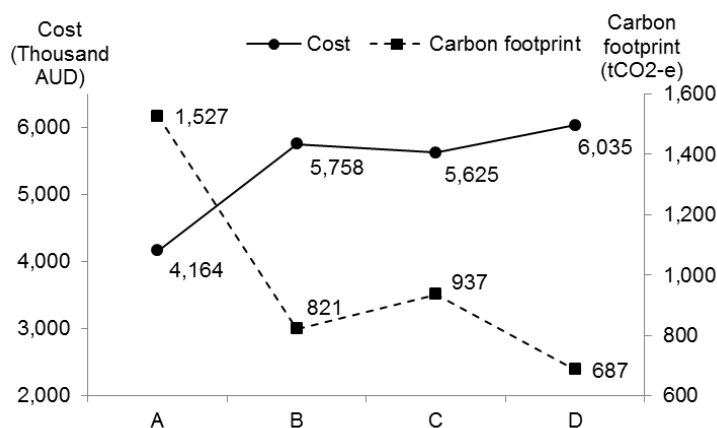 Cost
(Thousand
AUD)
Cost
Carbon footprint
Carbon
footprint
(tCO2-e)
6,000
5,000
4,000
3,000
2,000
1,600
1,400
1,200
1,000
800
600
1,527
4,164
5,758
821
5,625
937
6,035
687
A B C D